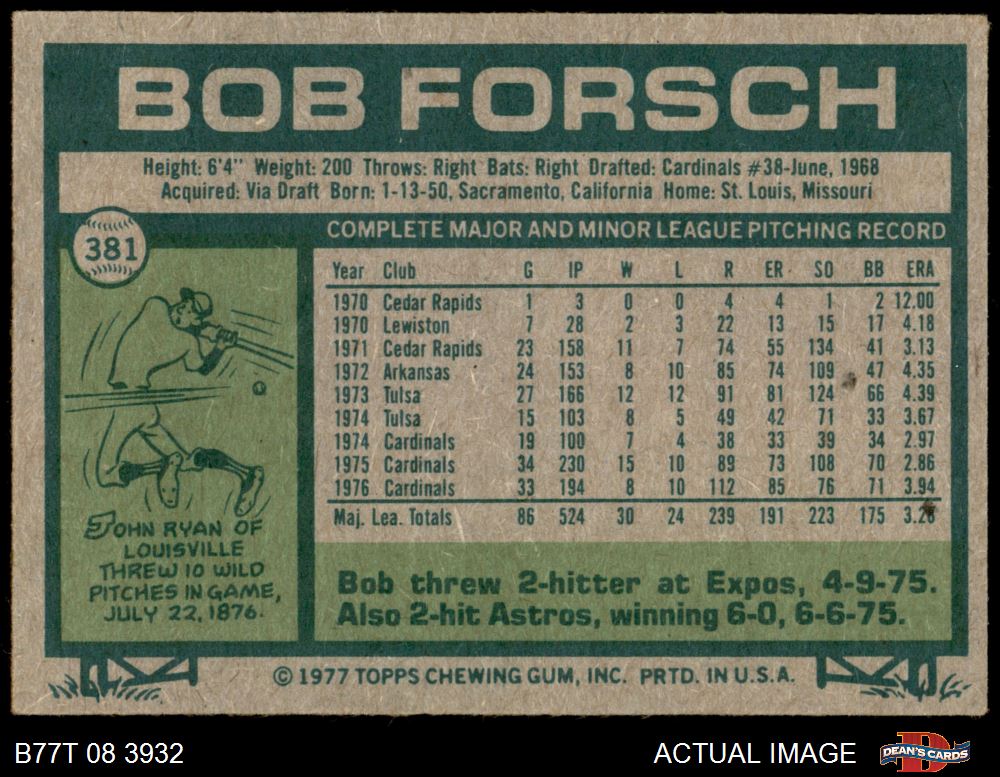 BOB FORSCH
Height: 6'4" Weight: 200 Throws: Right Bats: Right Drafted: Cardinals #38-June, 1968
Acquired: Via Draft Born: 1-13-50, Sacramento, California Home: St. Louis, Missouri
381
COMPLETE MAJOR AND MINOR LEAGUE PITCHING RECORD
Year Club G IP W L R ER SO BB ERA
1970 Cedar Rapids 1 3 0 0 4 4 1 2 12.00
1970 Lewiston 7 28 2 3 22 13 15 17 4.18
1971 Cedar Rapids 23 158 11 7 74 55 134 41 3.13
1972 Arkansas 24 153 8 10 85 74 109 47 4.35
1973 Tulsa 27 166 12 12 91 81 124 66 4.39
1974 Tulsa 15 103 8 5 49 42 71 33 3.67
1974 Cardinals 19 100 7 4 38 33 39 34 2.97
1975 Cardinals 34 230 15 10 89 73 108 70 2.86
1976 Cardinals 33 194 8 10 112 85 76 71 3.94
Maj. Lea. Totals 86 524 30 24 239 191 223 175 3.28
JOHN RYAN OF
LOUISVILLE
THREW 10 WILD
PITCHES IN GAME,
JULY 22, 1876.
Bob threw 2-hitter at Expos, 4-9-75.
Also 2-hit Astros, winning 6-0, 6-6-75.
© 1977 TOPPS CHEWING GUM, INC. PRTD. IN U.S.A.
B77T 08 3932
ACTUAL IMAGE
DEAN'S CARDS